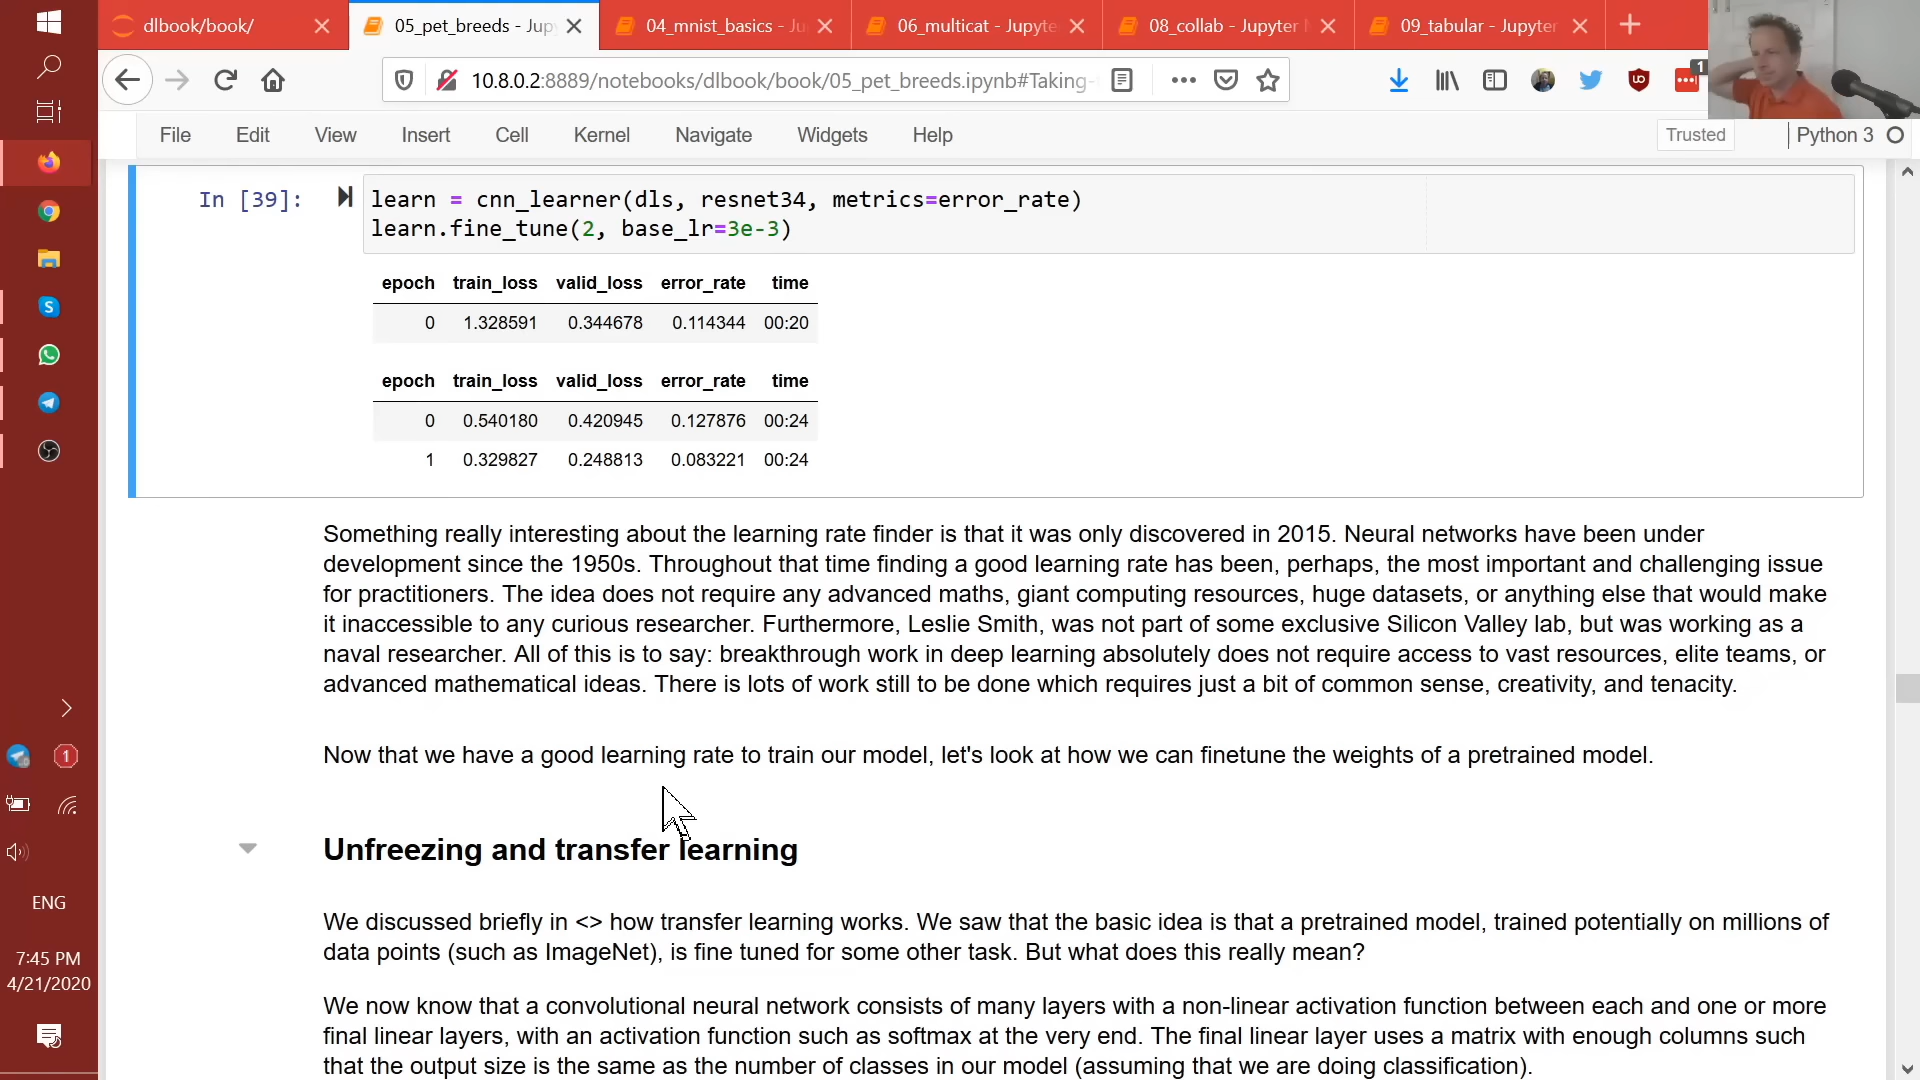 dlbook/book/
05_pet_breeds - Jup
04_mnist_basics - Ju
06_multicat - Jupyte
08_collab - Jupyter
09_tabular - Jupyter
10.8.0.2:8889/notebooks/dlbook/book/05_pet_breeds.ipynb#Taking-
1
File Edit View Insert Cell Kernel Navigate Widgets Help
Trusted
Python 3
In [39]:
learn = cnn_learner(dls, resnet34, metrics=error_rate)
learn.fine_tune(2, base_lr=3e-3)
epoch train_loss valid_loss error_rate time
0 1.328591 0.344678 0.114344 00:20
epoch train_loss valid_loss error_rate time
0 0.540180 0.420945 0.127876 00:24
1 0.329827 0.248813 0.083221 00:24
Something really interesting about the learning rate finder is that it was only discovered in 2015. Neural networks have been under
development since the 1950s. Throughout that time finding a good learning rate has been, perhaps, the most important and challenging issue
for practitioners. The idea does not require any advanced maths, giant computing resources, huge datasets, or anything else that would make
it inaccessible to any curious researcher. Furthermore, Leslie Smith, was not part of some exclusive Silicon Valley lab, but was working as a
naval researcher. All of this is to say: breakthrough work in deep learning absolutely does not require access to vast resources, elite teams, or
advanced mathematical ideas. There is lots of work still to be done which requires just a bit of common sense, creativity, and tenacity.
Now that we have a good learning rate to train our model, let's look at how we can finetune the weights of a pretrained model.
Unfreezing and transfer learning
We discussed briefly in <> how transfer learning works. We saw that the basic idea is that a pretrained model, trained potentially on millions of
data points (such as ImageNet), is fine tuned for some other task. But what does this really mean?
We now know that a convolutional neural network consists of many layers with a non-linear activation function between each and one or more
final linear layers, with an activation function such as softmax at the very end. The final linear layer uses a matrix with enough columns such
that the output size is the same as the number of classes in our model (assuming that we are doing classification).
1
ENG
7:45 PM
4/21/2020